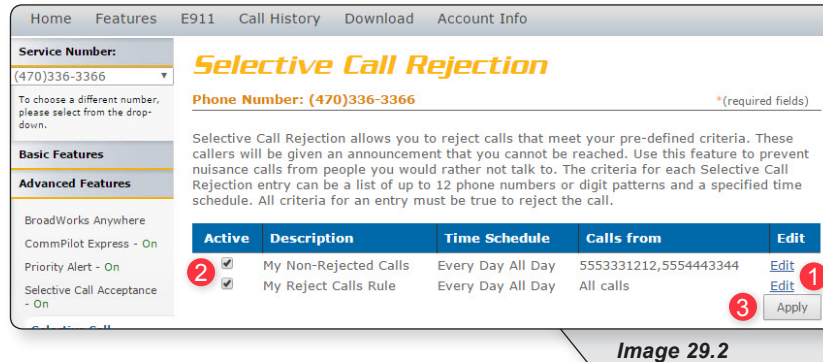 Home Features E911 Call History Download Account Info
Service Number:
(470)336-3366
To choose a different number,
please select from the drop-
down.
Basic Features
Advanced Features
BroadWorks Anywhere
CommPilot Express - On
Priority Alert - On
Selective Call Acceptance
- On
Selective Call Rejection
Phone Number: (470)336-3366 *(required fields)
Selective Call Rejection allows you to reject calls that meet your pre-defined criteria. These
callers will be given an announcement that you cannot be reached. Use this feature to prevent
nuisance calls from people you would rather not talk to. The criteria for each Selective Call
Rejection entry can be a list of up to 12 phone numbers or digit patterns and a specified time
schedule. All criteria for an entry must be true to reject the call.
Active Description Time Schedule Calls from Edit
2 My Non-Rejected Calls Every Day All Day 5553331212,5554443344 Edit 1
My Reject Calls Rule Every Day All Day All calls Edit
3 Apply
Image 29.2